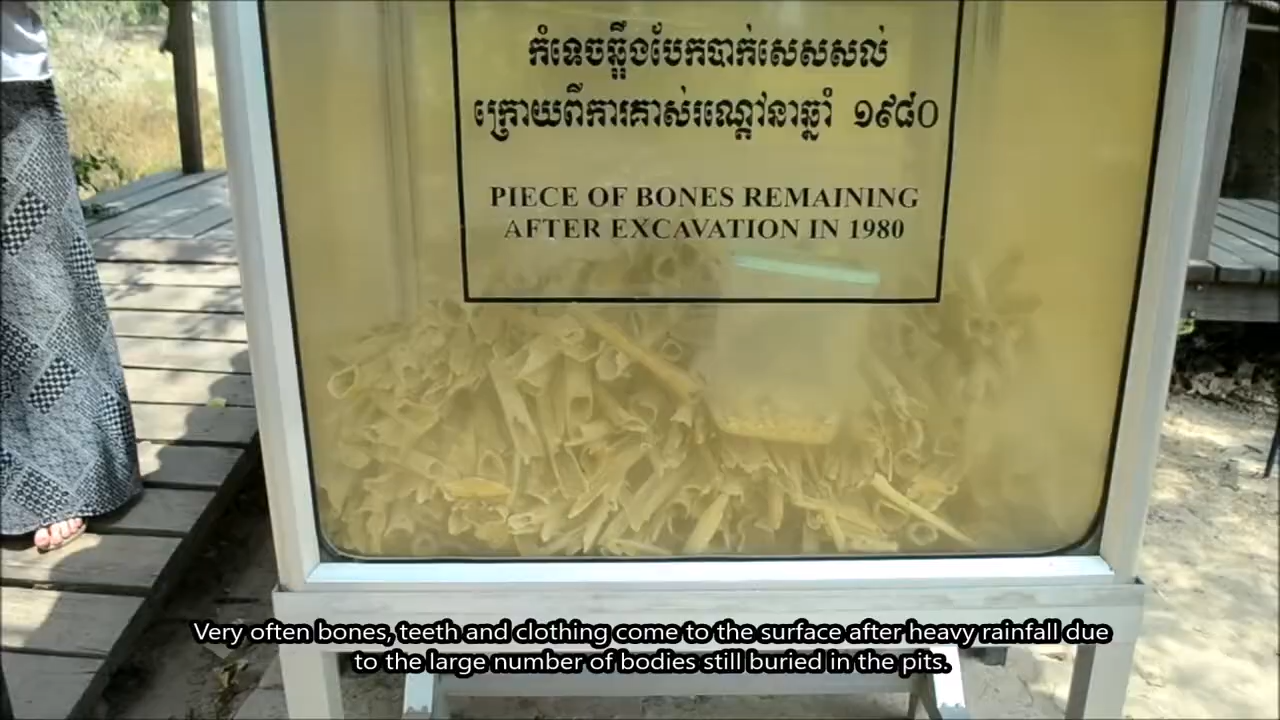 កំទេចឆ្អឹងបែកបាក់សេសសល់
ក្រោយពីការគាស់រណ្តៅនាឆ្នាំ ១៩៨០
PIECE OF BONES REMAINING
AFTER EXCAVATION IN 1980
Very often bones, teeth and clothing come to the surface after heavy rainfall due
to the large number of bodies still buried in the pits.